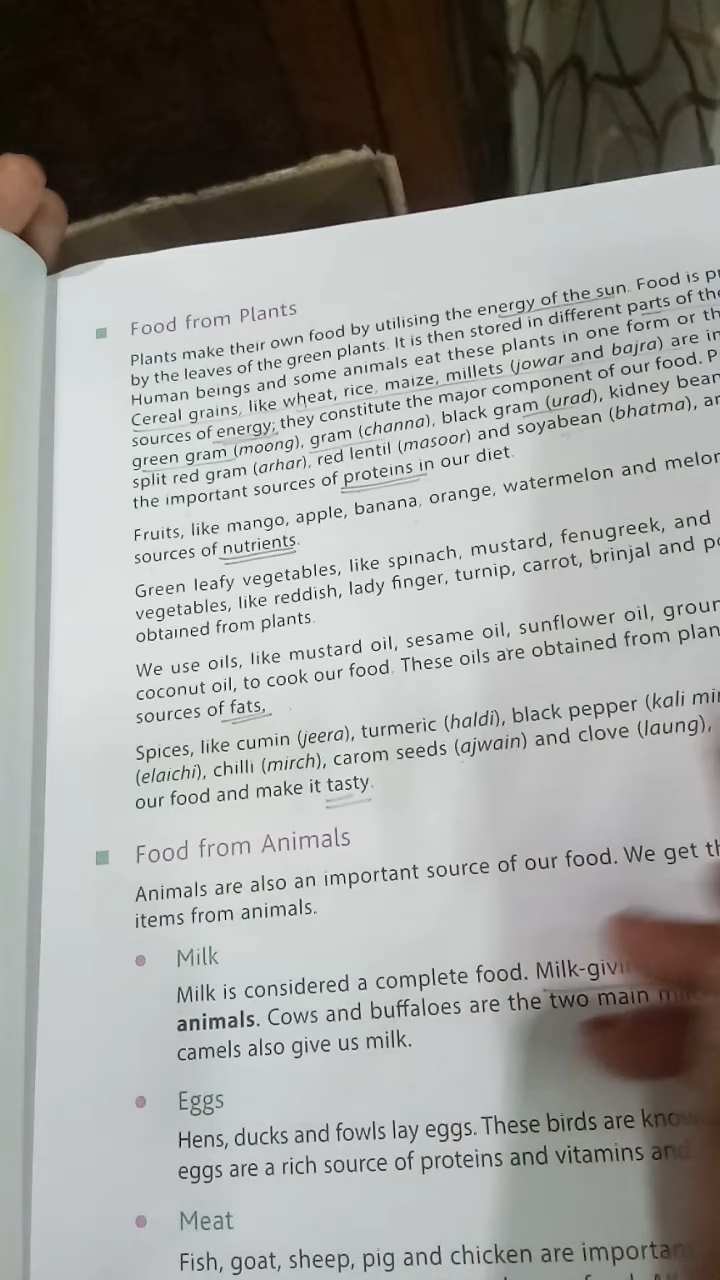 Food from Plants
Plants make their own food by utilising the energy of the sun. Food is
by the leaves of the green plants. It is then stored in different parts of the
Human beings and some animals eat these plants in one form or
Cereal grains, like wheat, rice, maize, millets (jowar and bajra) are
sources of energy; they constitute the major component of our food.
green gram (moong), gram (channa), black gram (urad), kidney
split red gram (arhar), red lentil (masoor) and soyabean (bhatma),
the important sources of proteins in our diet.
Fruits, like mango, apple, banana, orange, watermelon and
sources of nutrients.
Green leafy vegetables, like spinach, mustard, fenugreek, and
vegetables, like reddish, lady finger, turnip, carrot, brinjal and
obtained from plants.
We use oils, like mustard oil, sesame oil, sunflower oil,
coconut oil, to cook our food. These oils are obtained from
sources of fats.
Spices, like cumin (jeera), turmeric (haldi), black pepper (kali
(elaichi), chilli (mirch), carom seeds (ajwain) and clove (laung),
our food and make it tasty.
Food from Animals
Animals are also an important source of our food. We get
items from animals.
Milk
Milk is considered a complete food.
animals. Cows and buffaloes are the two main
camels also give us milk.
Eggs
Hens, ducks and fowls lay eggs. These birds are
eggs are a rich source of proteins and vitamins and
Meat
Fish, goat, sheep, pig and chicken are